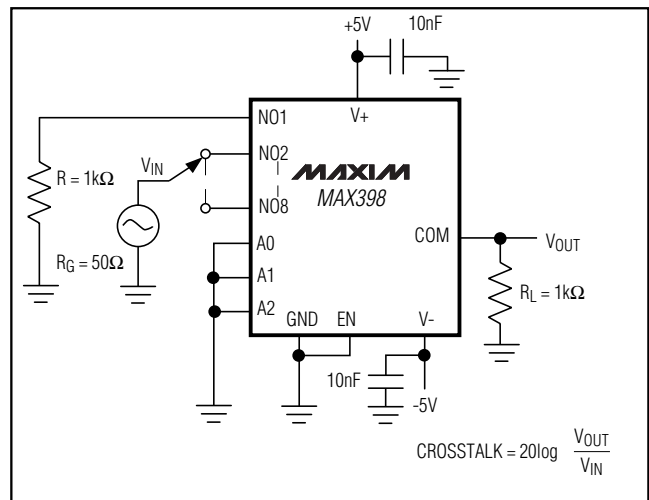 +5V
10nF
V+
NO1
NO2
NO8
R = 1kΩ
V_IN
R_G = 50Ω
MAXIM
MAX398
COM
V_OUT
R_L = 1kΩ
A0
A1
A2
GND
EN
V-
10nF
-5V
CROSSTALK = 20log V_OUT / V_IN